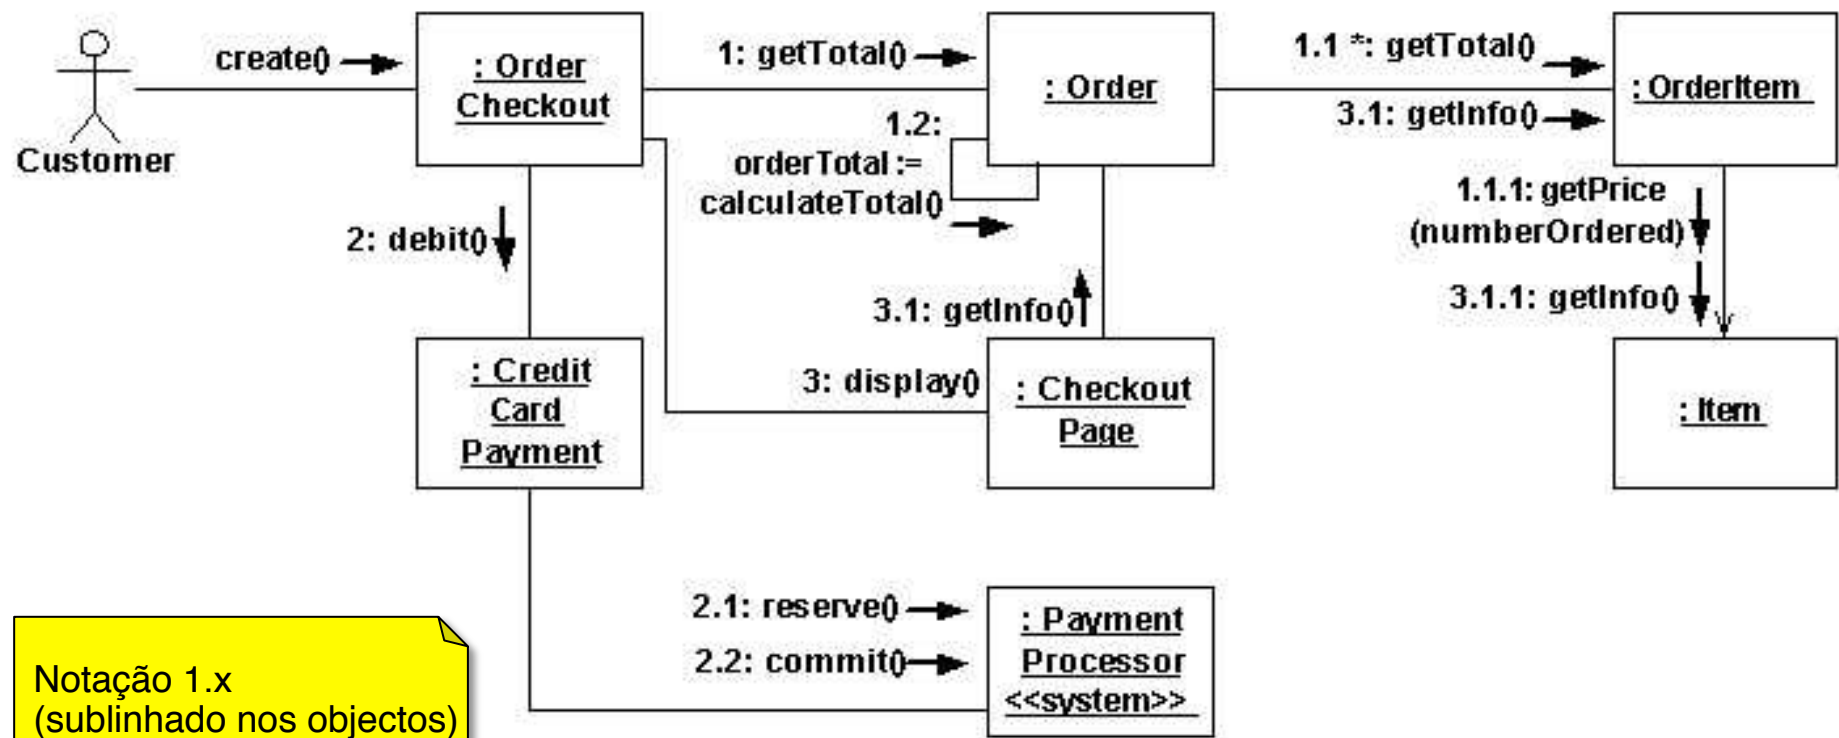 create()
: Order
Checkout
Customer
1: getTotal()
: Order
1.1 *: getTotal()
3.1: getInfo()
: OrderItem
1.2:
orderTotal :=
calculateTotal()
1.1.1: getPrice
(numberOrdered)
3.1.1: getInfo()
2: debit()
3.1: getInfo()
: Credit
Card
Payment
3: display()
: Checkout
Page
: Item
2.1: reserve()
2.2: commit()
: Payment
Processor
<<system>>
Notação 1.x
(sublinhado nos objectos)